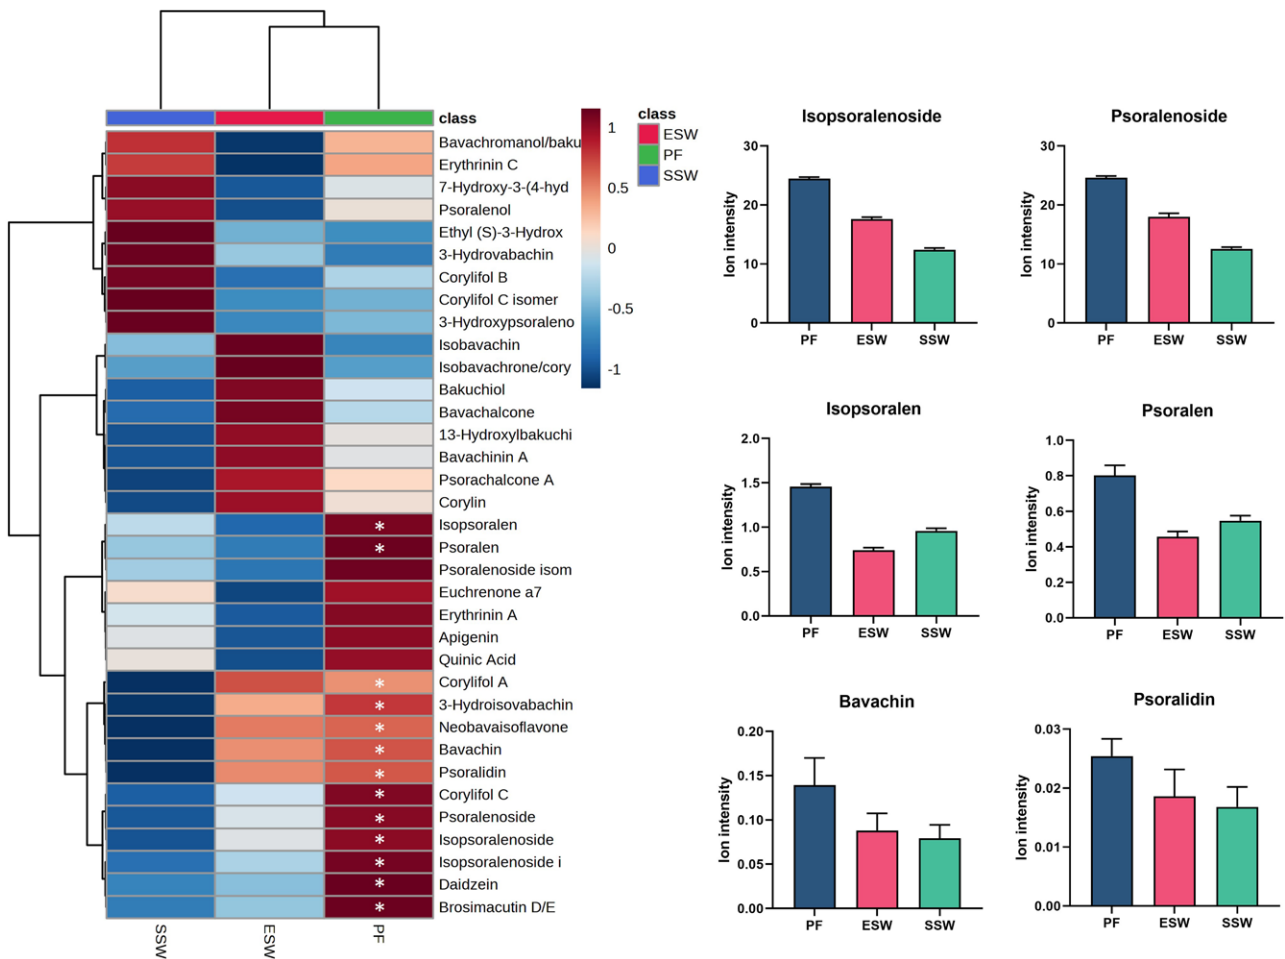 class
Bavachromanol/baku
Erythrinin C
7-Hydroxy-3-(4-hyd
Psoralenol
Ethyl (S)-3-Hydrox
3-Hydrovabachin
Corylifol B
Corylifol C isomer
3-Hydroxypsoraleno
Isobavachin
Isobavachrone/cory
Bakuchiol
Bavachalcone
13-Hydroxylbakuchi
Bavachinin A
Psorachalcone A
Corylin
Isopsoralen
*
Psoralen
*
Psoralenoside isom
Euchrenone a7
Erythrinin A
Apigenin
Quinic Acid
Corylifol A
*
3-Hydroisovabachin
*
Neobavaisoflavone
*
Bavachin
*
Psoralidin
*
Corylifol C
*
Psoralenoside
*
Isopsoralenoside
*
Isopsoralenoside i
*
Daidzein
*
Brosimacutin D/E
*
SSW
ESW
PF
1
0.5
0
-0.5
-1
class
ESW
PF
SSW
Isopsoralenoside
Ion intensity
30
20
10
0
PF ESW SSW
Psoralenoside
Ion intensity
30
20
10
0
PF ESW SSW
Isopsoralen
Ion intensity
2.0
1.5
1.0
0.5
0.0
PF ESW SSW
Psoralen
Ion intensity
1.0
0.8
0.6
0.4
0.2
0.0
PF ESW SSW
Bavachin
Ion intensity
0.20
0.15
0.10
0.05
0.00
PF ESW SSW
Psoralidin
Ion intensity
0.03
0.02
0.01
0.00
PF ESW SSW